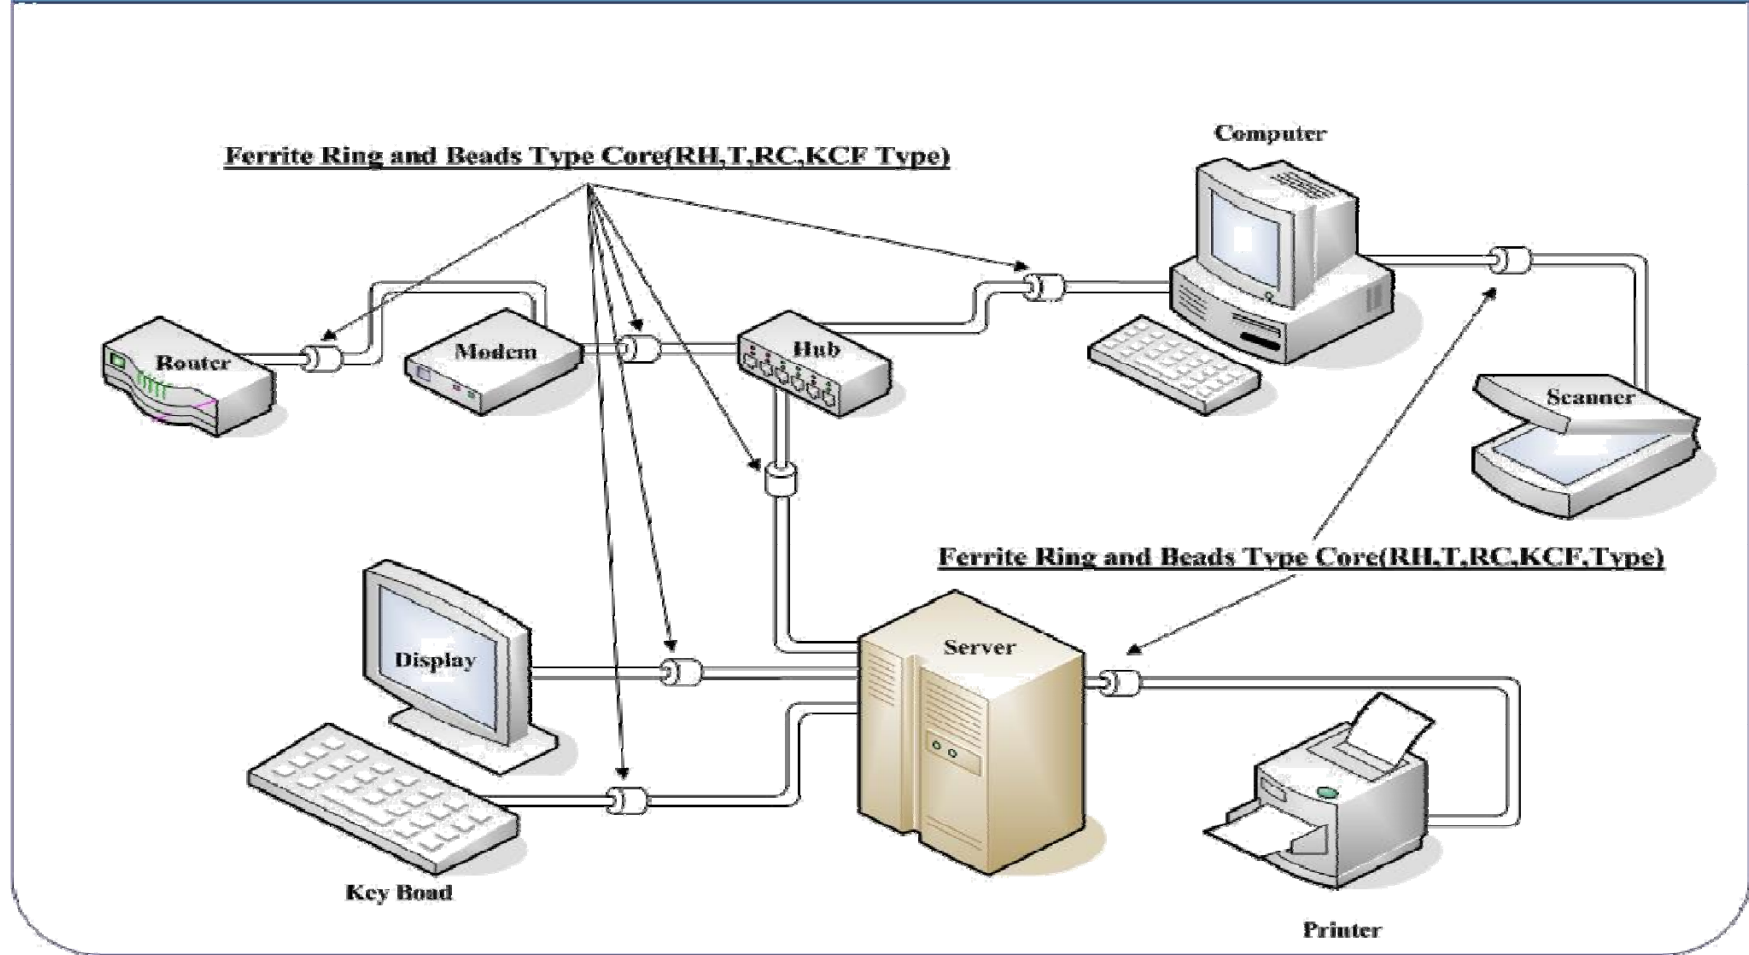 Computer
Ferrite Ring and Beads Type Core(RH,T,RC,KCF Type)
Router
Modem
Hub
Scanner
Ferrite Ring and Beads Type Core(RH,T,RC,KCF,Type)
Server
Display
Key Boad
Printer